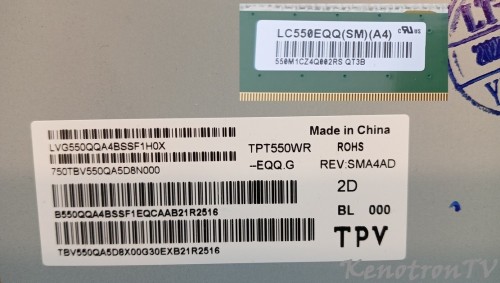 LC550EQQ(SM)(A4)
550M1CZ4Q002RS QT3B
LVG550QQA4BSSF1H0X
750TBV550QA5D8N000
TPT550WR
-EQQ.G
Made in China
ROHS
REV:SMA4AD
2D
BL 000
TPV
B550QQA4BSSF1EQCAAB21R2516
TBV550QA5D8X00G30EXB21R2516
KenotronTV